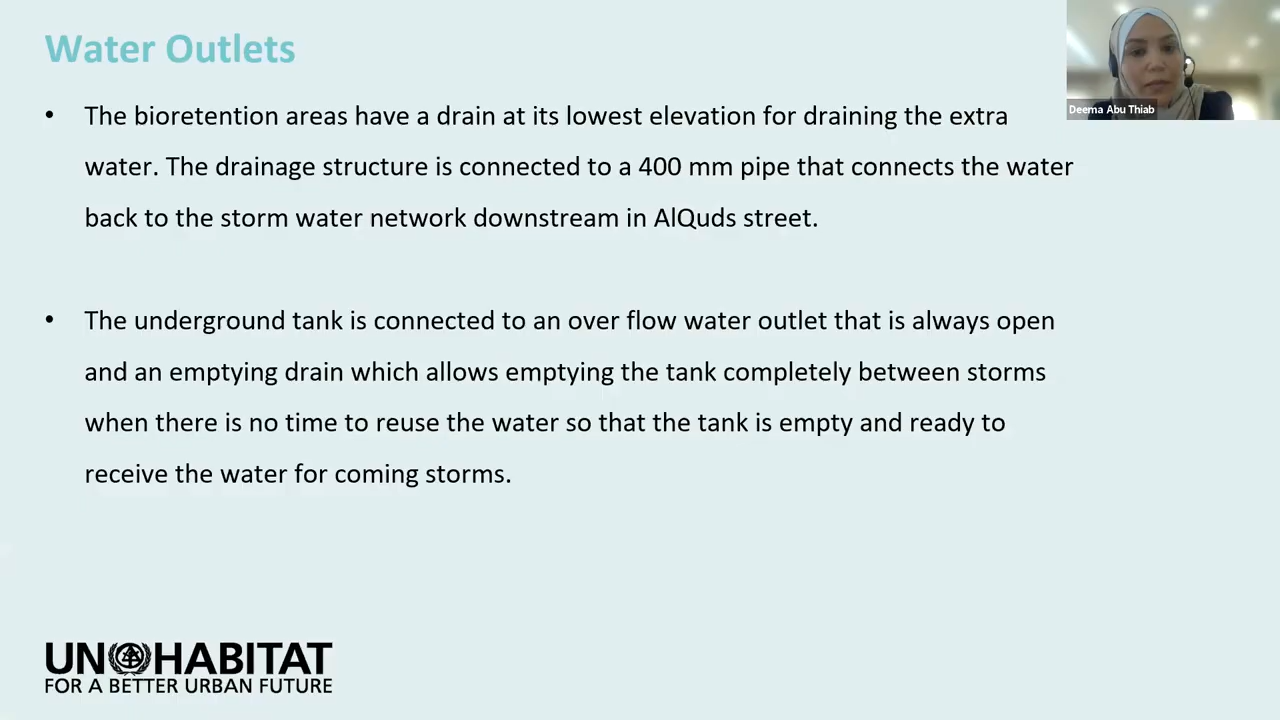 Water Outlets
Deema Abu Thiab
• The bioretention areas have a drain at its lowest elevation for draining the extra
water. The drainage structure is connected to a 400 mm pipe that connects the water
back to the storm water network downstream in AlQuds street.
• The underground tank is connected to an over flow water outlet that is always open
and an emptying drain which allows emptying the tank completely between storms
when there is no time to reuse the water so that the tank is empty and ready to
receive the water for coming storms.
UN HABITAT
FOR A BETTER URBAN FUTURE